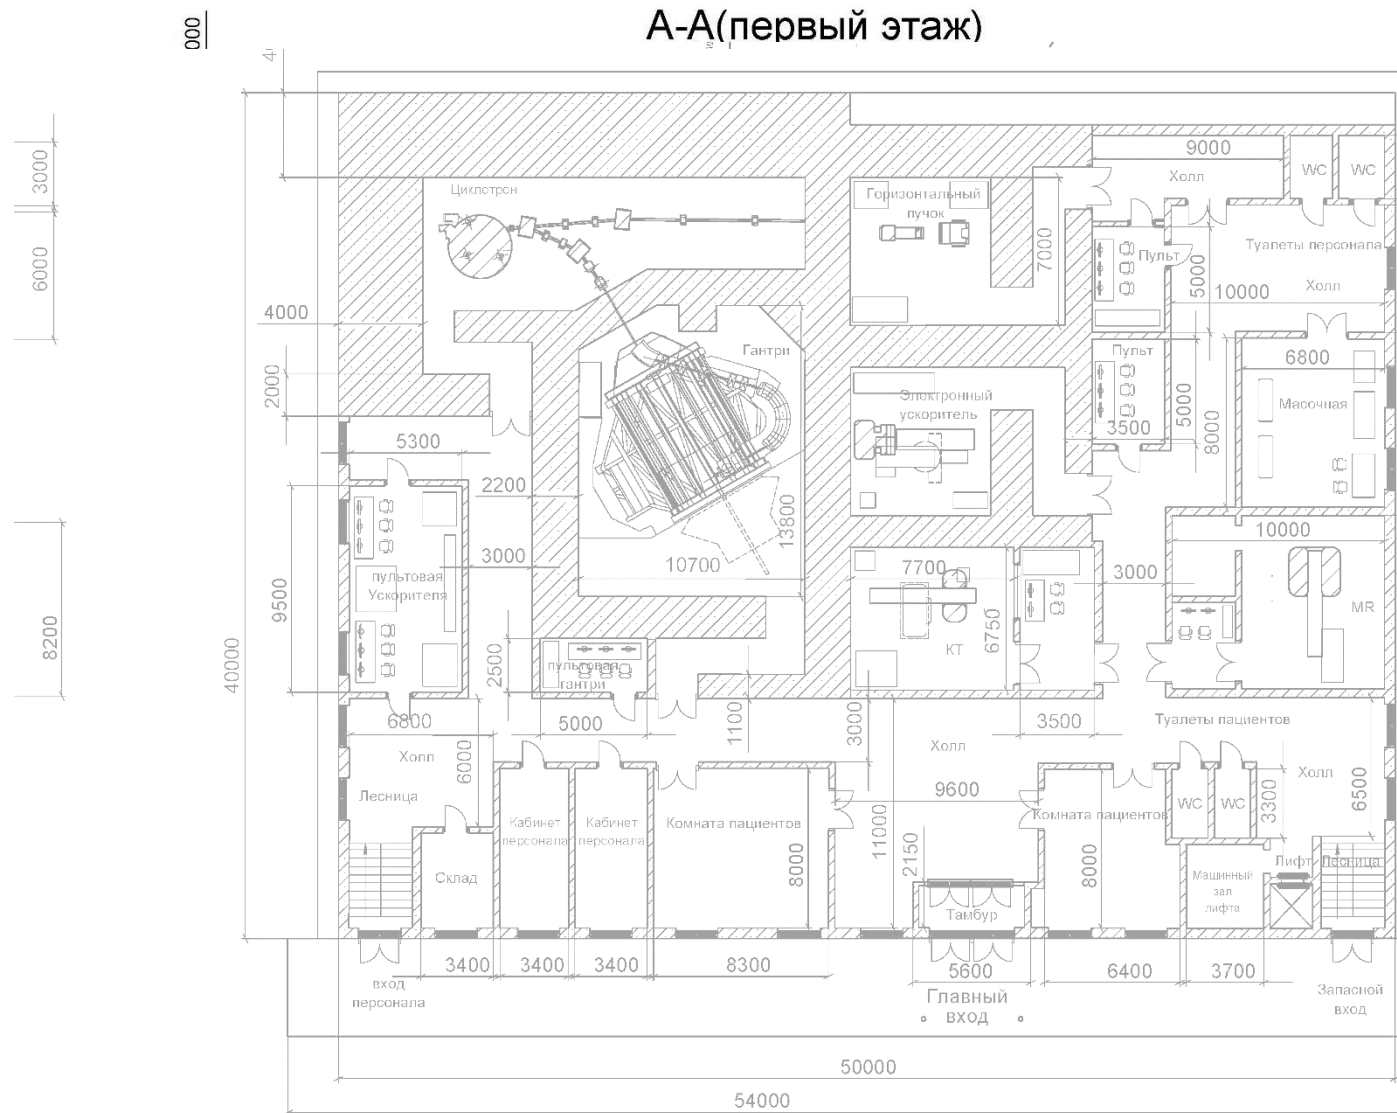 А-А(первый этаж)
000
4
3000
6000
8200
40000
4000
2000
Циклотрон
Горизонтальный
пучок
7000
9000
Холл
WC
WC
Пульт
5000
Туалеты персонала
Холл
10000
Гантри
13800
10700
Электронный
ускоритель
Пульт
3500
5000
8000
6800
Масочная
5300
2200
3000
9500
пультовая
Ускорителя
2500
пультовая
гантри
7700
6750
КТ
3000
10000
MR
6800
5000
1100
3000
3500
Туалеты пациентов
Холл
6000
Лесница
Холл
9600
Холл
6500
WC
WC
3300
Кабинет
персонала
Кабинет
персонала
Комната пациентов
8000
11000
2150
Комната пациентов
8000
Склад
Тамбур
Машинный
зал
лифта
Лифт
Лесница
3400
3400
3400
8300
5600
6400
3700
вход
персонала
Главный
вход
Запасной
вход
50000
54000